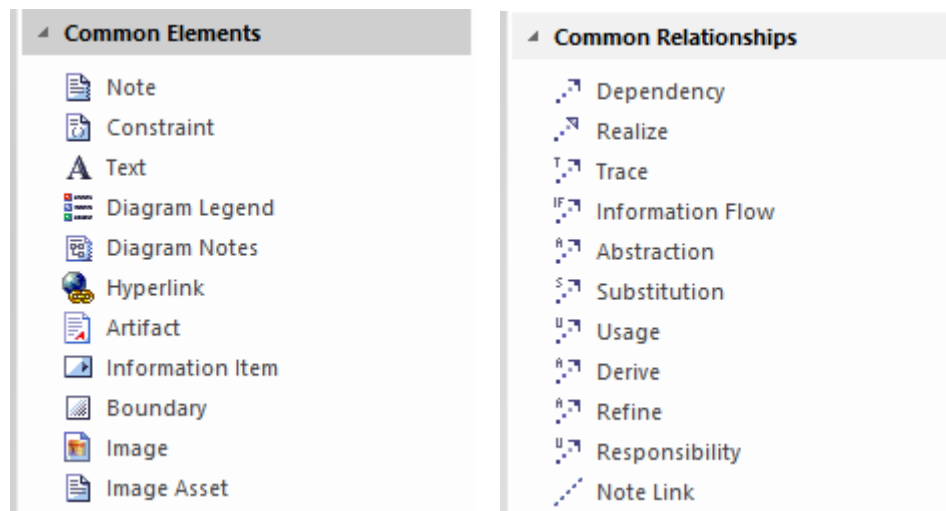 Common Elements
Note
Constraint
Text
Diagram Legend
Diagram Notes
Hyperlink
Artifact
Information Item
Boundary
Image
Image Asset
Common Relationships
Dependency
Realize
T Trace
IF Information Flow
A Abstraction
S Substitution
U Usage
A Derive
A Refine
U Responsibility
Note Link